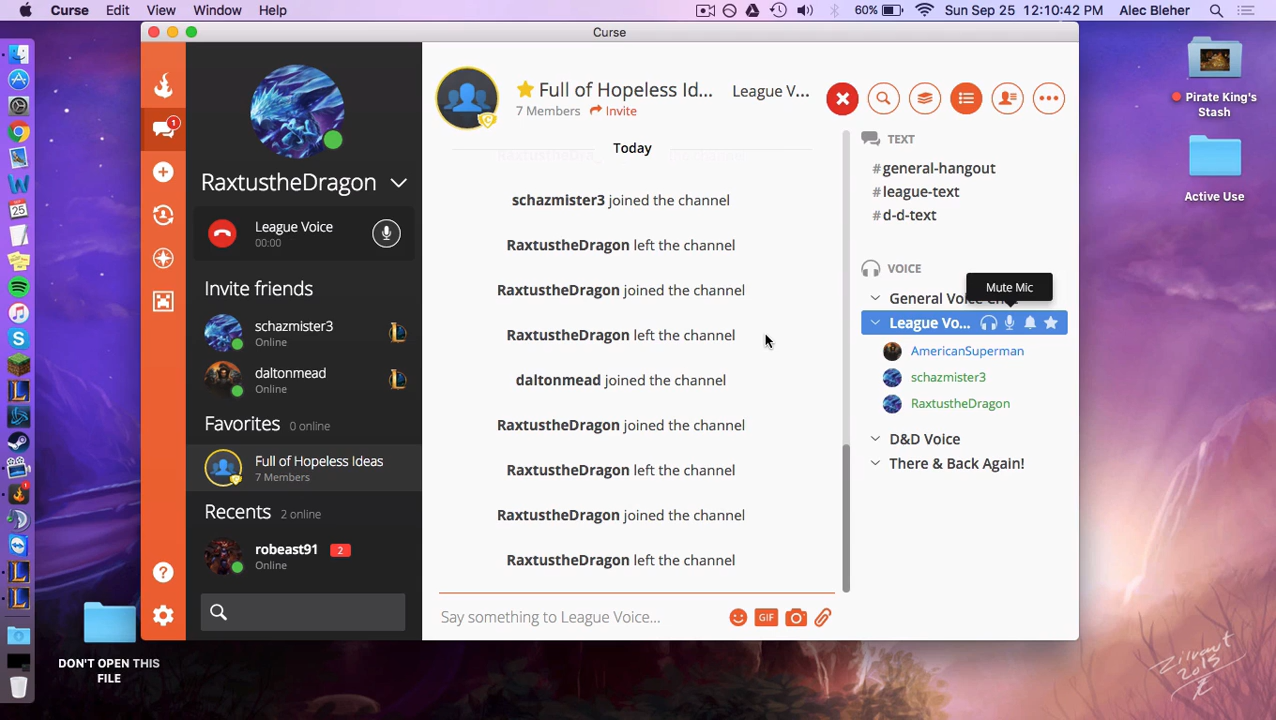 Curse Edit View Window Help
60% Sun Sep 25 12:10:42 PM Alec Bleher
Curse
1
RaxtustheDragon
League Voice
00:00
Invite friends
schazmister3
Online
daltonmead
Online
Favorites 0 online
Full of Hopeless Ideas
7 Members
Recents 2 online
robeast91 2
Online
Full of Hopeless Id... League V...
7 Members Invite
Today
schazmister3 joined the channel
RaxtustheDragon left the channel
RaxtustheDragon joined the channel
RaxtustheDragon left the channel
daltonmead joined the channel
RaxtustheDragon joined the channel
RaxtustheDragon left the channel
RaxtustheDragon joined the channel
RaxtustheDragon left the channel
Say something to League Voice...
GIF
TEXT
#general-hangout
#league-text
#d-d-text
VOICE
Mute Mic
General Voice
League Vo...
AmericanSuperman
schazmister3
RaxtustheDragon
D&D Voice
There & Back Again!
Pirate King's
Stash
Active Use
DON'T OPEN THIS
FILE
25
Zilvant
2015